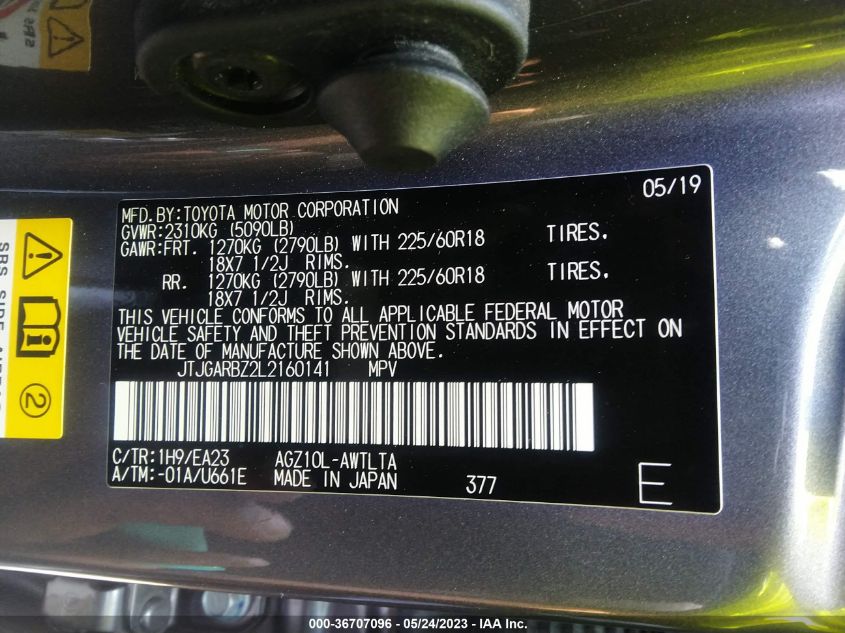 05/19
MFD.BY:TOYOTA MOTOR CORPORATION
GVWR:2310KG (5090LB)
GAWR:FRT. 1270KG (2790LB) WITH 225/60R18 TIRES.
18X7 1/2J RIMS.
RR. 1270KG (2790LB) WITH 225/60R18 TIRES.
18X7 1/2J RIMS.
THIS VEHICLE CONFORMS TO ALL APPLICABLE FEDERAL MOTOR
VEHICLE SAFETY AND THEFT PREVENTION STANDARDS IN EFFECT ON
THE DATE OF MANUFACTURE SHOWN ABOVE.
JTJGARBZ2L2160141 MPV
C/TR:1H9/EA23 AGZ10L-AWTLTA
A/TM:-01A/U661E MADE IN JAPAN 377 E
2
SRS SIDE
000-36707096 - 05/24/2023 - IAA Inc.